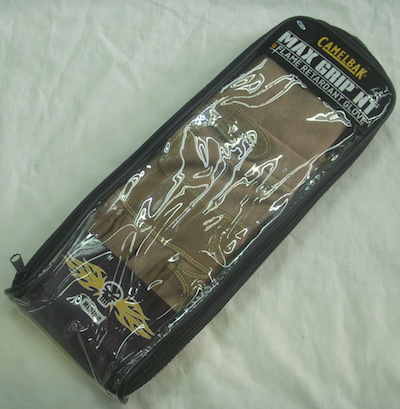 CAMELBAK
MAX GRIP NT
FLAME RETARDANT GLOVE